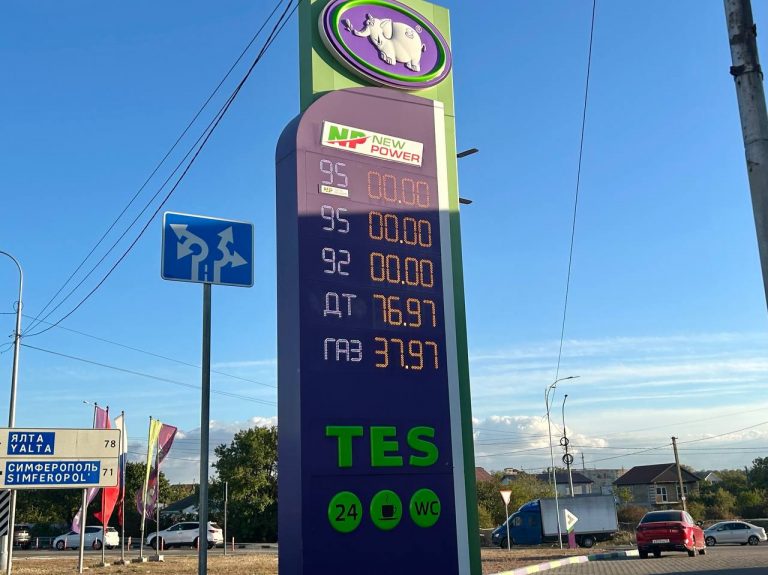 NP NEW POWER
95 NP 00.00
95 00.00
92 00.00
ДТ 76.97
ГАЗ 37.97
TES
24 WC
ЯЛТА 78
YALTA
СИМФЕРОПОЛЬ 71
SIMFEROPOL'